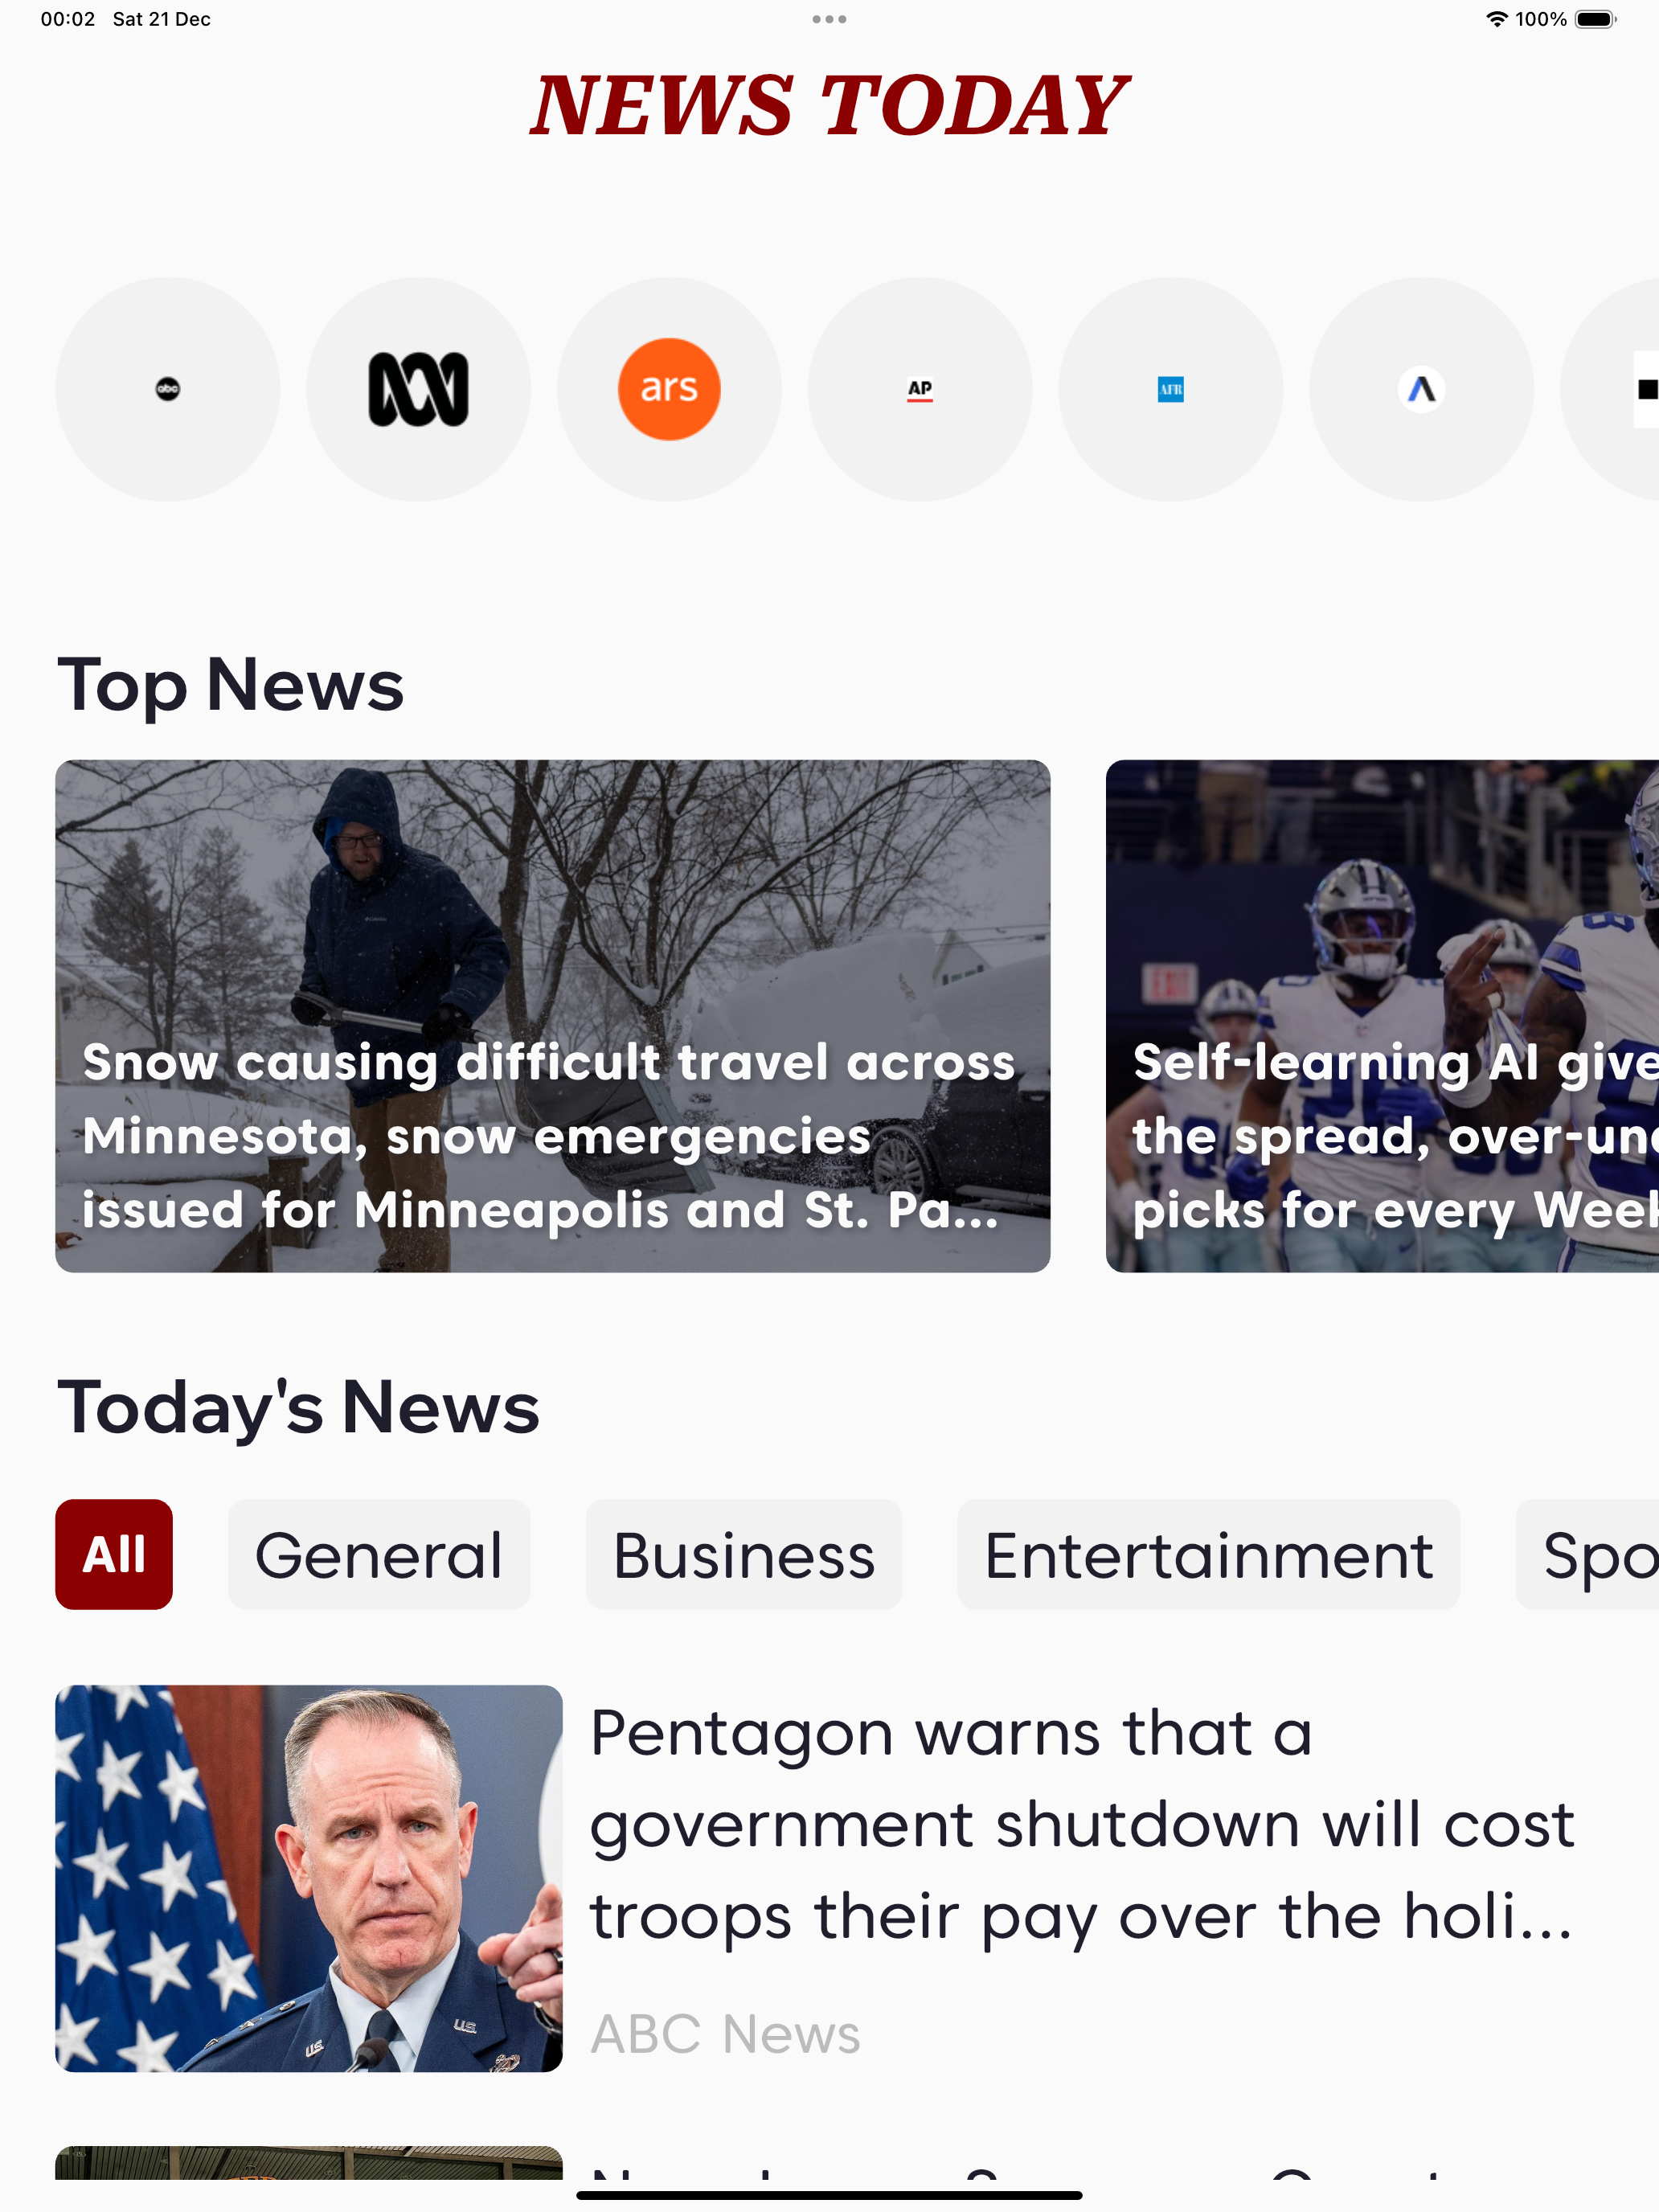 00:02 Sat 21 Dec
100%
NEWS TODAY
abc
ars
AP
AFR
Top News
Snow causing difficult travel across
Minnesota, snow emergencies
issued for Minneapolis and St. Pa...
EXIT
Self-learning AI give
the spread, over-und
picks for every Week
Today's News
All
General
Business
Entertainment
Spo
Pentagon warns that a
government shutdown will cost
troops their pay over the holi...
U.S.
U.S.
ABC News